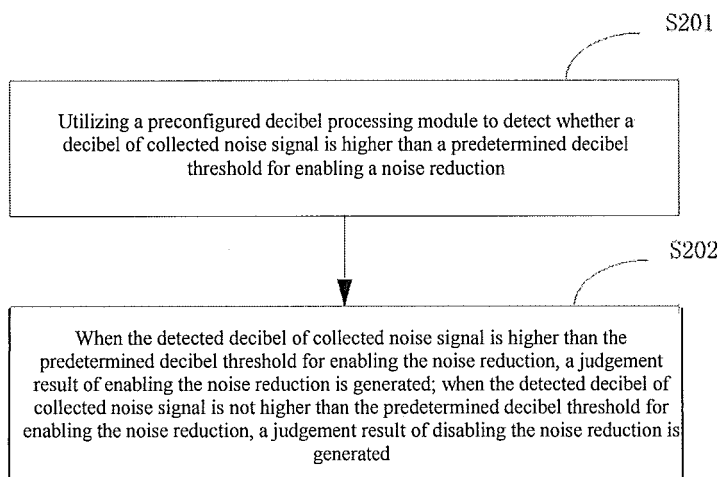 S201
Utilizing a preconfigured decibel processing module to detect whether a
decibel of collected noise signal is higher than a predetermined decibel
threshold for enabling a noise reduction
S202
When the detected decibel of collected noise signal is higher than the
predetermined decibel threshold for enabling the noise reduction, a judgement
result of enabling the noise reduction is generated; when the detected decibel of
collected noise signal is not higher than the predetermined decibel threshold for
enabling the noise reduction, a judgement result of disabling the noise reduction is
generated